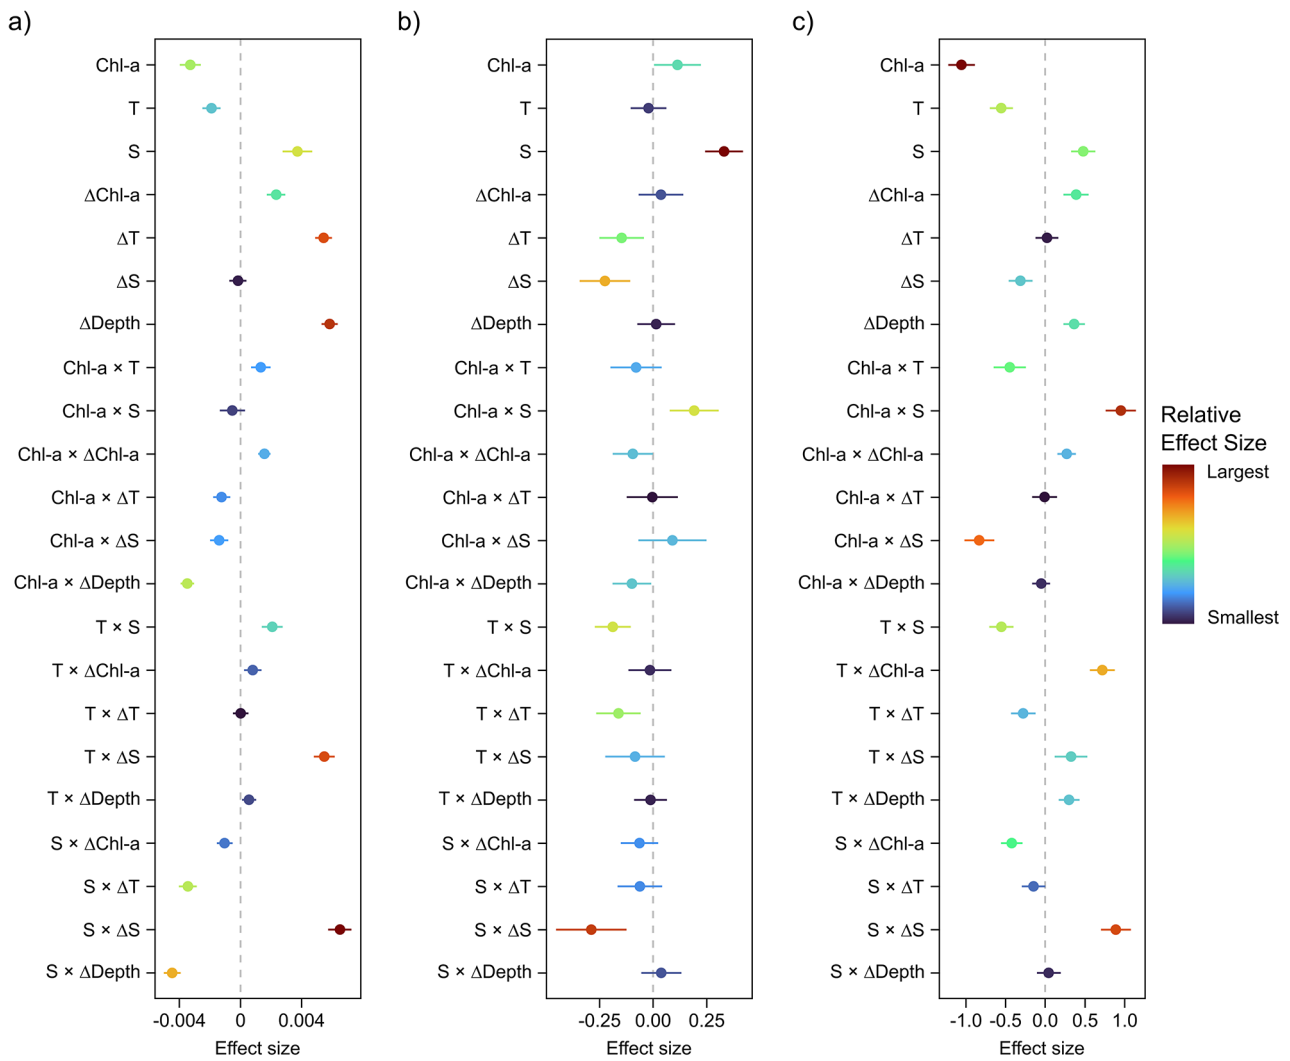 a)
Chl-a
T
S
ΔChl-a
ΔT
ΔS
ΔDepth
Chl-a × T
Chl-a × S
Chl-a × ΔChl-a
Chl-a × ΔT
Chl-a × ΔS
Chl-a × ΔDepth
T × S
T × ΔChl-a
T × ΔT
T × ΔS
T × ΔDepth
S × ΔChl-a
S × ΔT
S × ΔS
S × ΔDepth
-0.004 0 0.004
Effect size
b)
Chl-a
T
S
ΔChl-a
ΔT
ΔS
ΔDepth
Chl-a × T
Chl-a × S
Chl-a × ΔChl-a
Chl-a × ΔT
Chl-a × ΔS
Chl-a × ΔDepth
T × S
T × ΔChl-a
T × ΔT
T × ΔS
T × ΔDepth
S × ΔChl-a
S × ΔT
S × ΔS
S × ΔDepth
-0.25 0.00 0.25
Effect size
c)
Chl-a
T
S
ΔChl-a
ΔT
ΔS
ΔDepth
Chl-a × T
Chl-a × S
Chl-a × ΔChl-a
Chl-a × ΔT
Chl-a × ΔS
Chl-a × ΔDepth
T × S
T × ΔChl-a
T × ΔT
T × ΔS
T × ΔDepth
S × ΔChl-a
S × ΔT
S × ΔS
S × ΔDepth
-1.0 -0.5 0.0 0.5 1.0
Effect size
Relative
Effect Size
Largest
Smallest